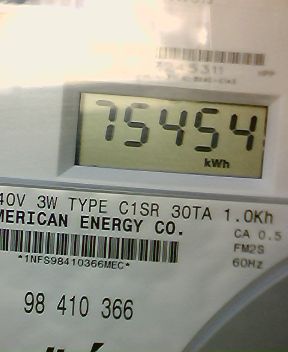 75454
kWh
40V 3W TYPE C1SR 30TA 1.0Kh
MERICAN ENERGY CO.
CA 0.5
FM2S
60Hz
*1NFS98410366MEC*
98 410 366